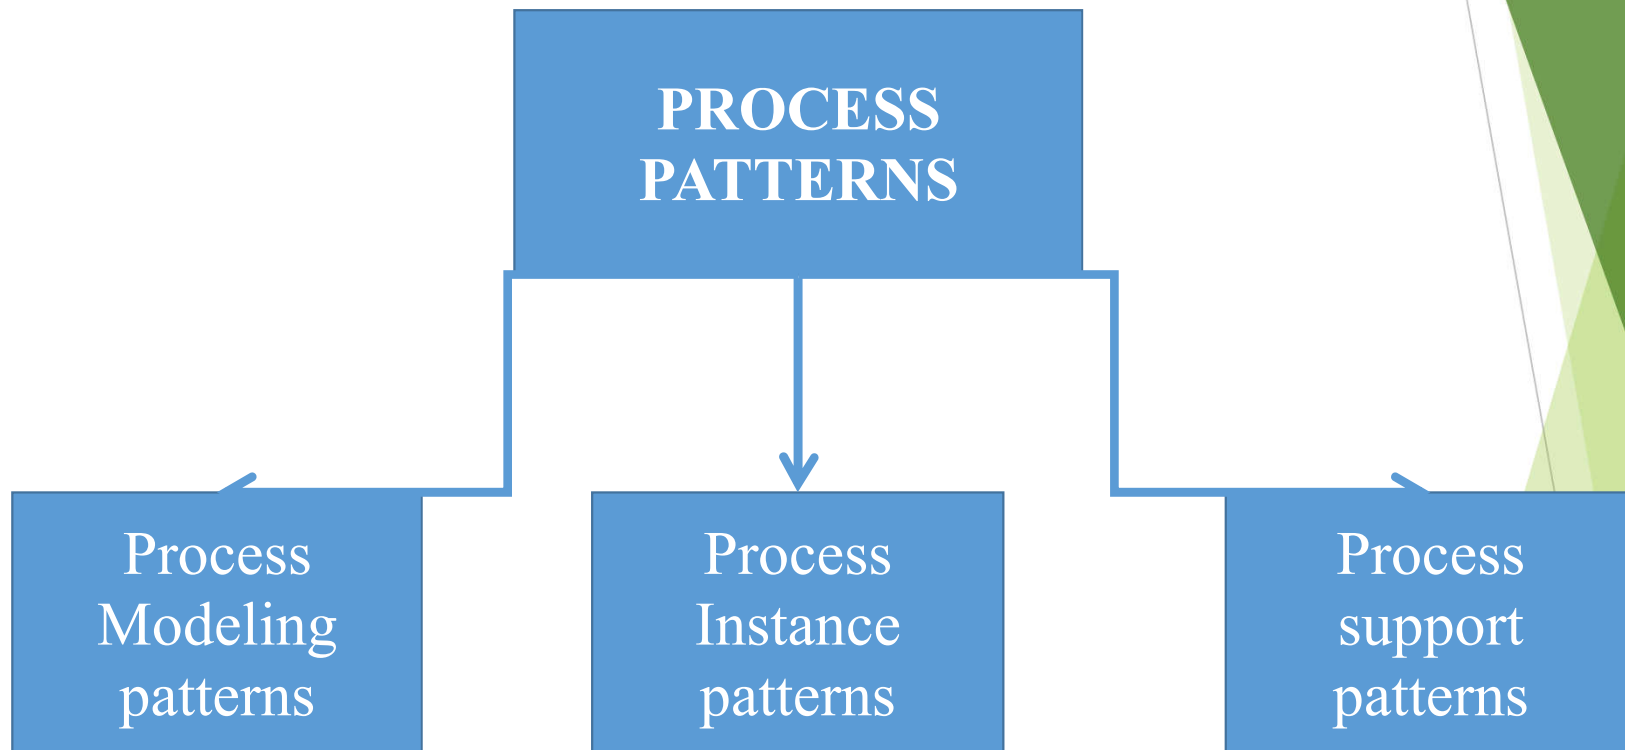 PROCESS
PATTERNS
Process
Modeling
patterns
Process
Instance
patterns
Process
support
patterns